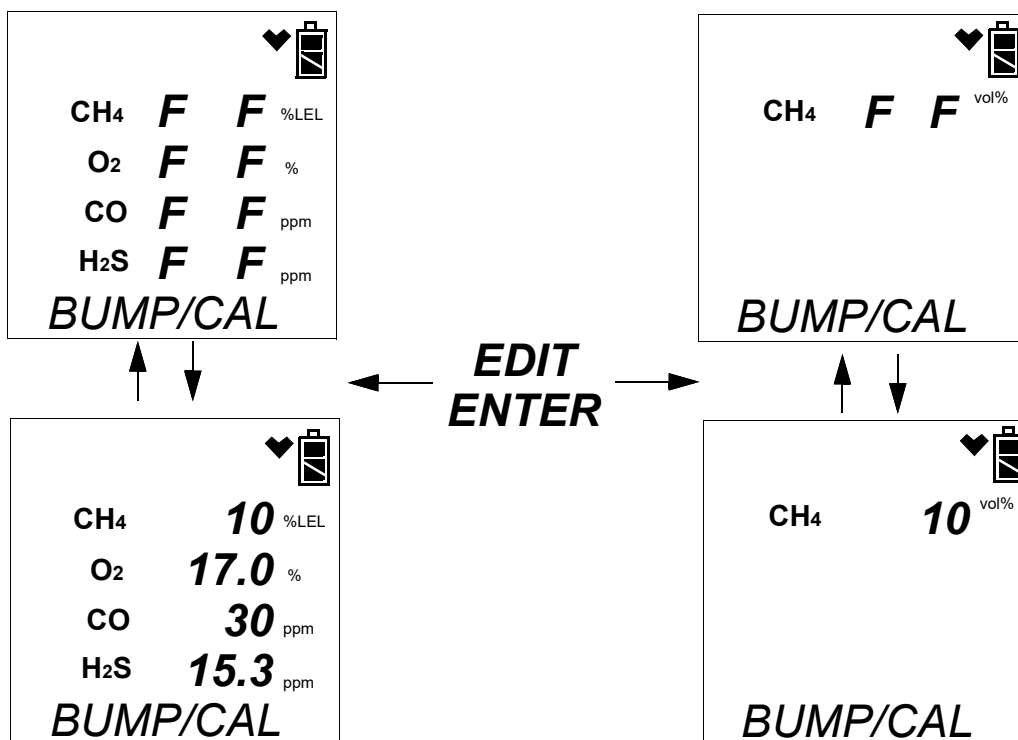 CH4 F F %LEL
O2 F F %
CO F F ppm
H2S F F ppm
BUMP/CAL
CH4 F F vol%
BUMP/CAL
EDIT
ENTER
CH4 10 %LEL
O2 17.0 %
CO 30 ppm
H2S 15.3 ppm
BUMP/CAL
CH4 10 vol%
BUMP/CAL